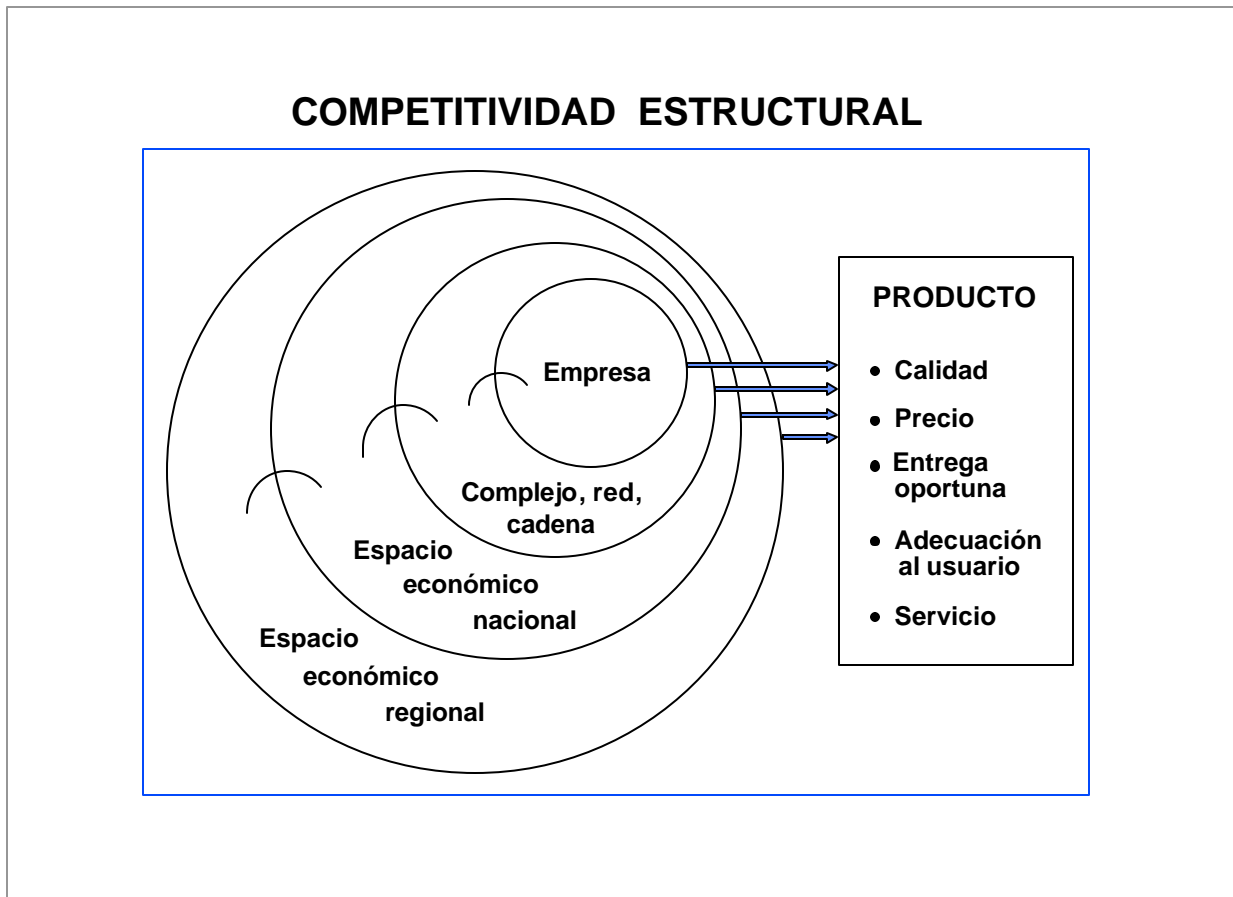 COMPETITIVIDAD ESTRUCTURAL
Empresa
Complejo, red,
cadena
Espacio
económico
nacional
Espacio
económico
regional
PRODUCTO
• Calidad
• Precio
• Entrega
oportuna
• Adecuación
al usuario
• Servicio